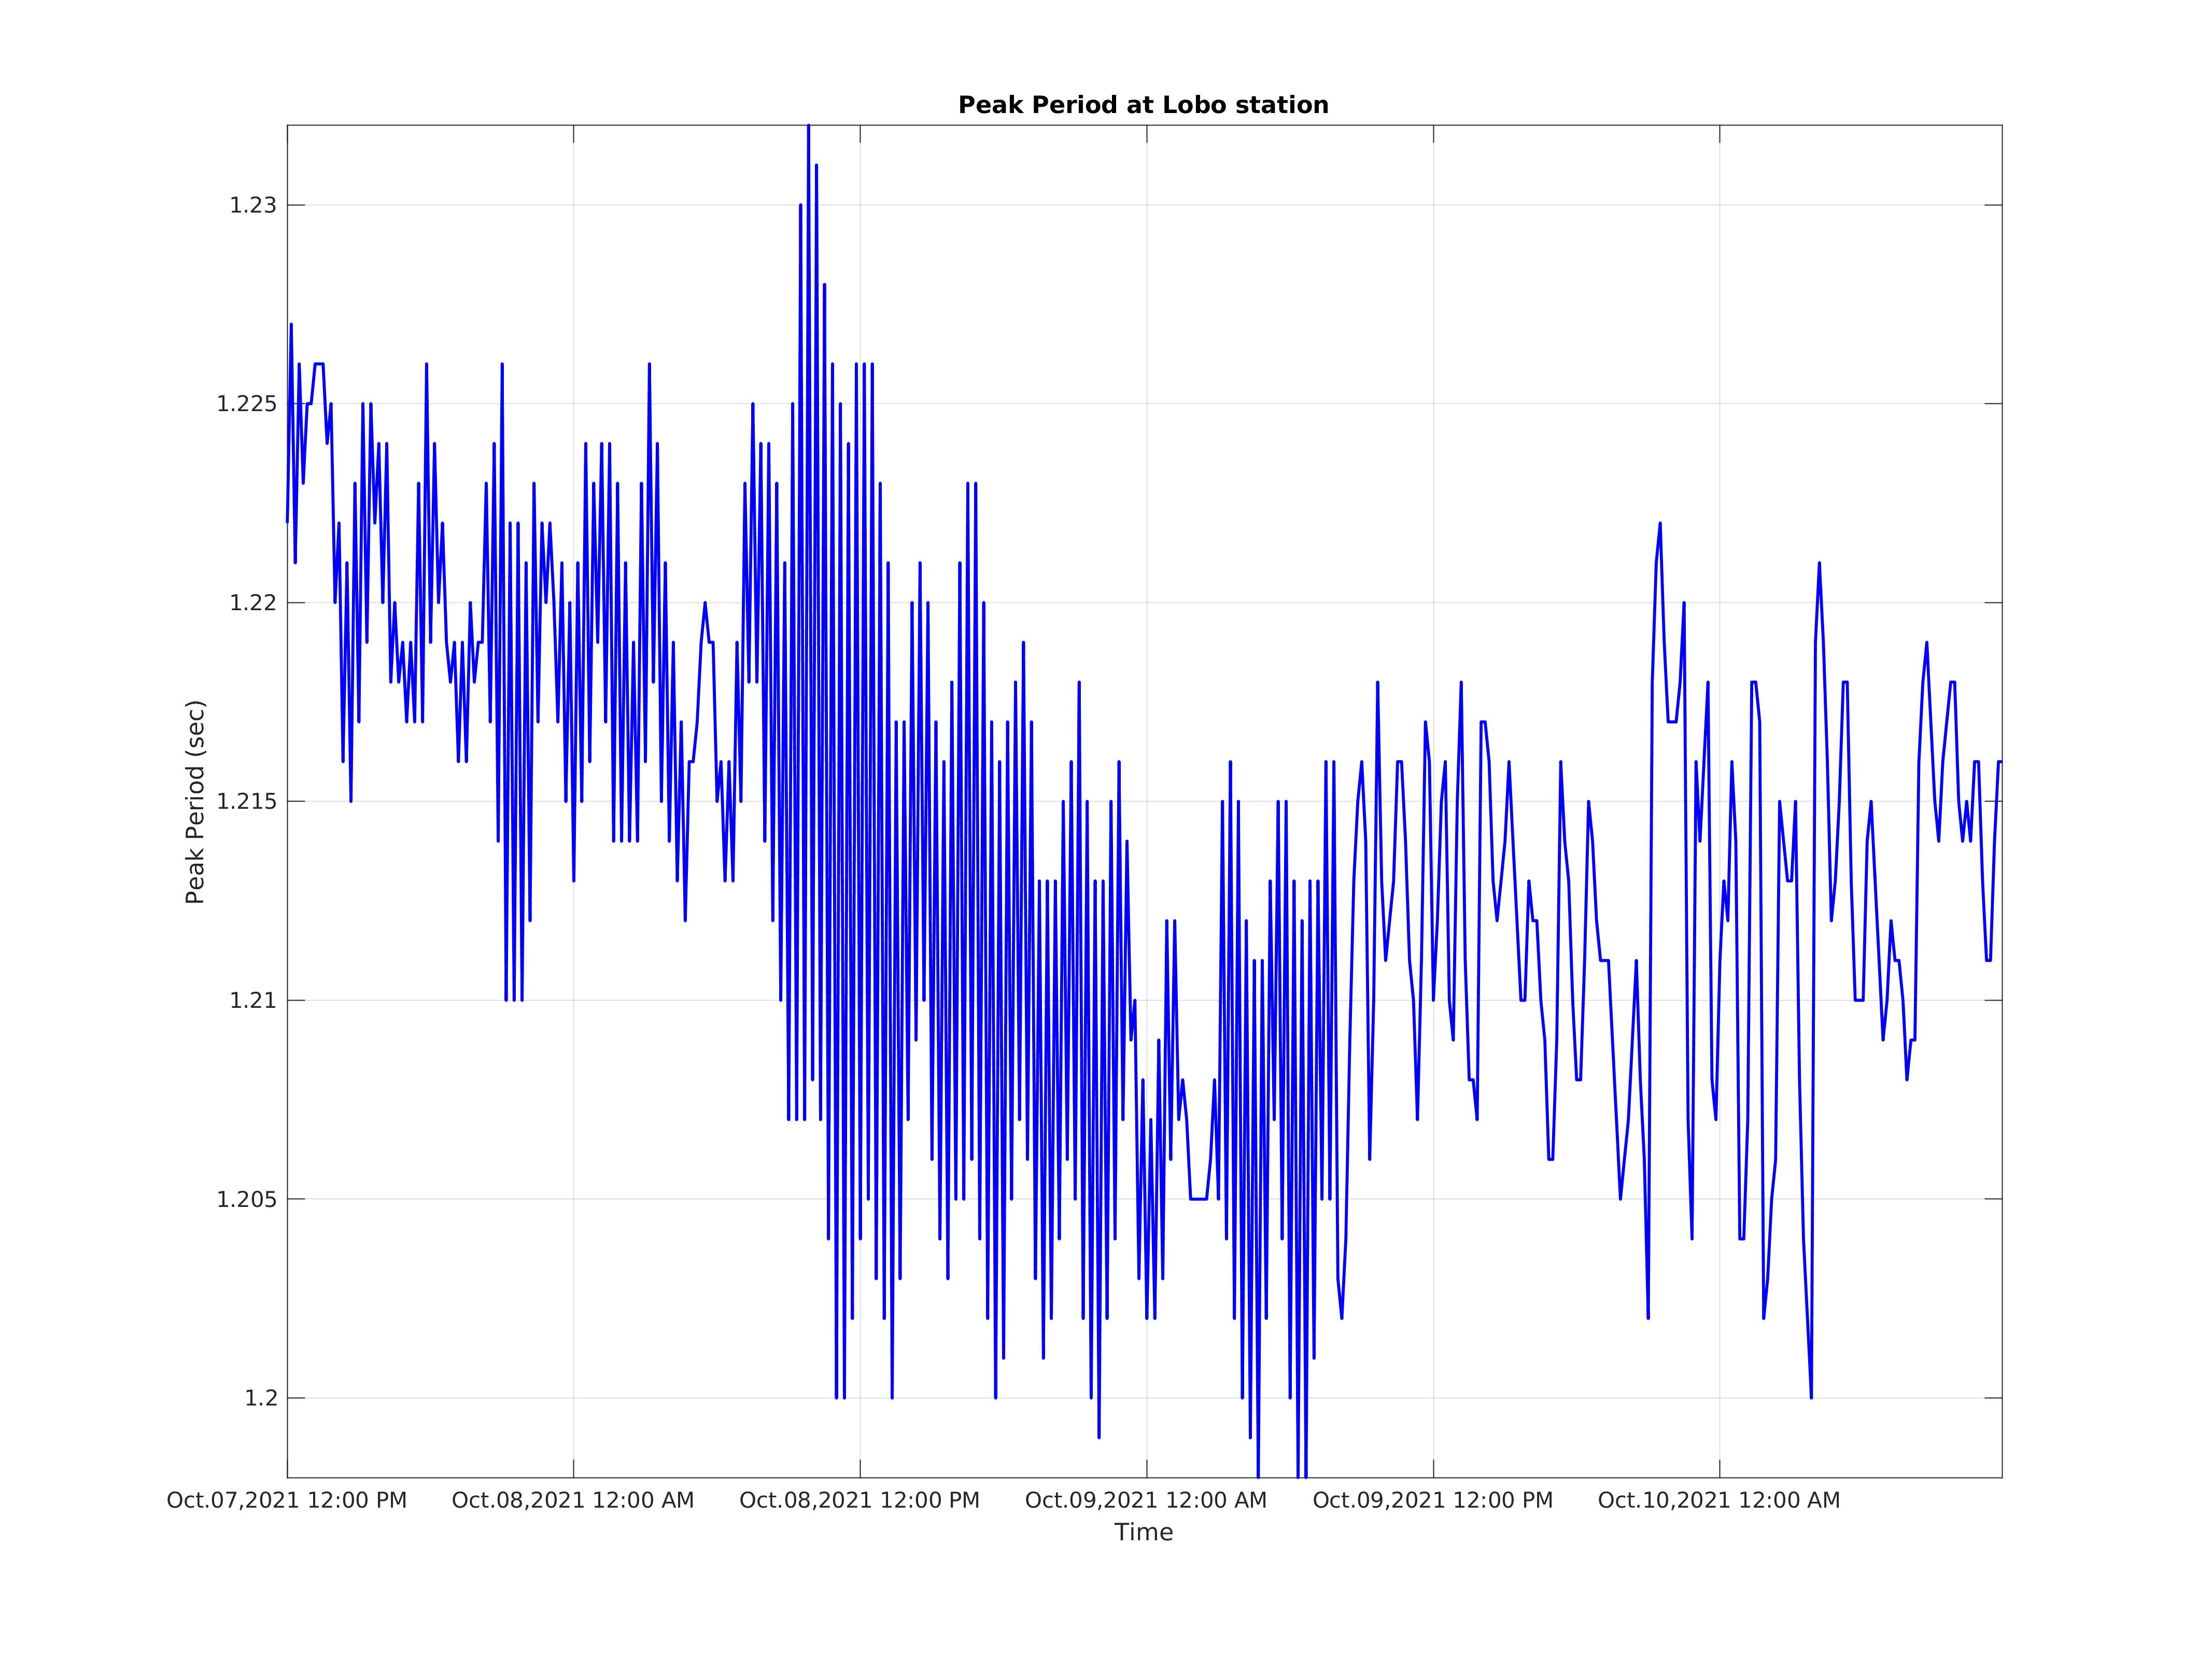 Peak Period at Lobo station
1.23
1.225
1.22
1.215
1.21
1.205
1.2
Peak Period (sec)
Oct.07,2021 12:00 PM
Oct.08,2021 12:00 AM
Oct.08,2021 12:00 PM
Oct.09,2021 12:00 AM
Oct.09,2021 12:00 PM
Oct.10,2021 12:00 AM
Time